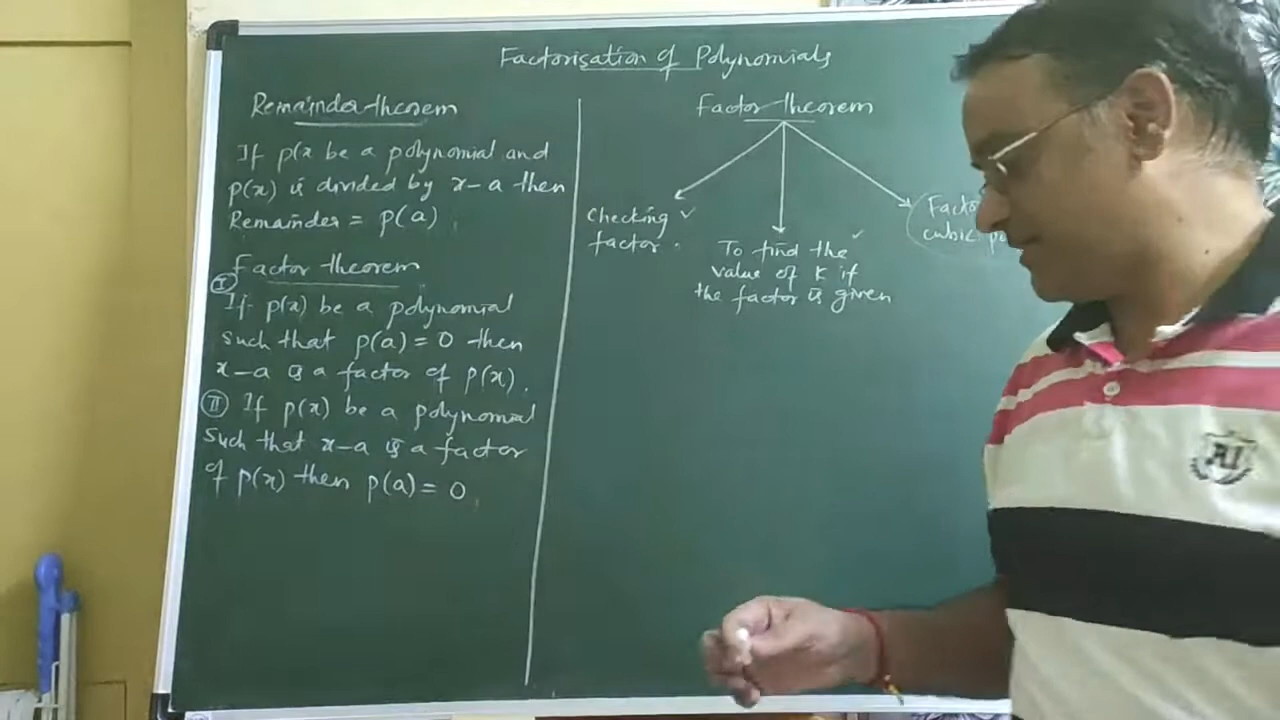 Factorisation of Polynomials
Remainder theorem
If p(x be a polynomial and
p(x) is divided by x-a then
Remainder = p(a).
Factor theorem
I
If p(x) be a polynomial
such that p(a) = 0 then
x-a is a factor of p(x).
II If p(x) be a polynomial
Such that x-a is a factor
of p(x) then p(a) = 0.
Factor theorem
Checking ✓
factor.
To find the ✓
value of K if
the factor is given
cubic